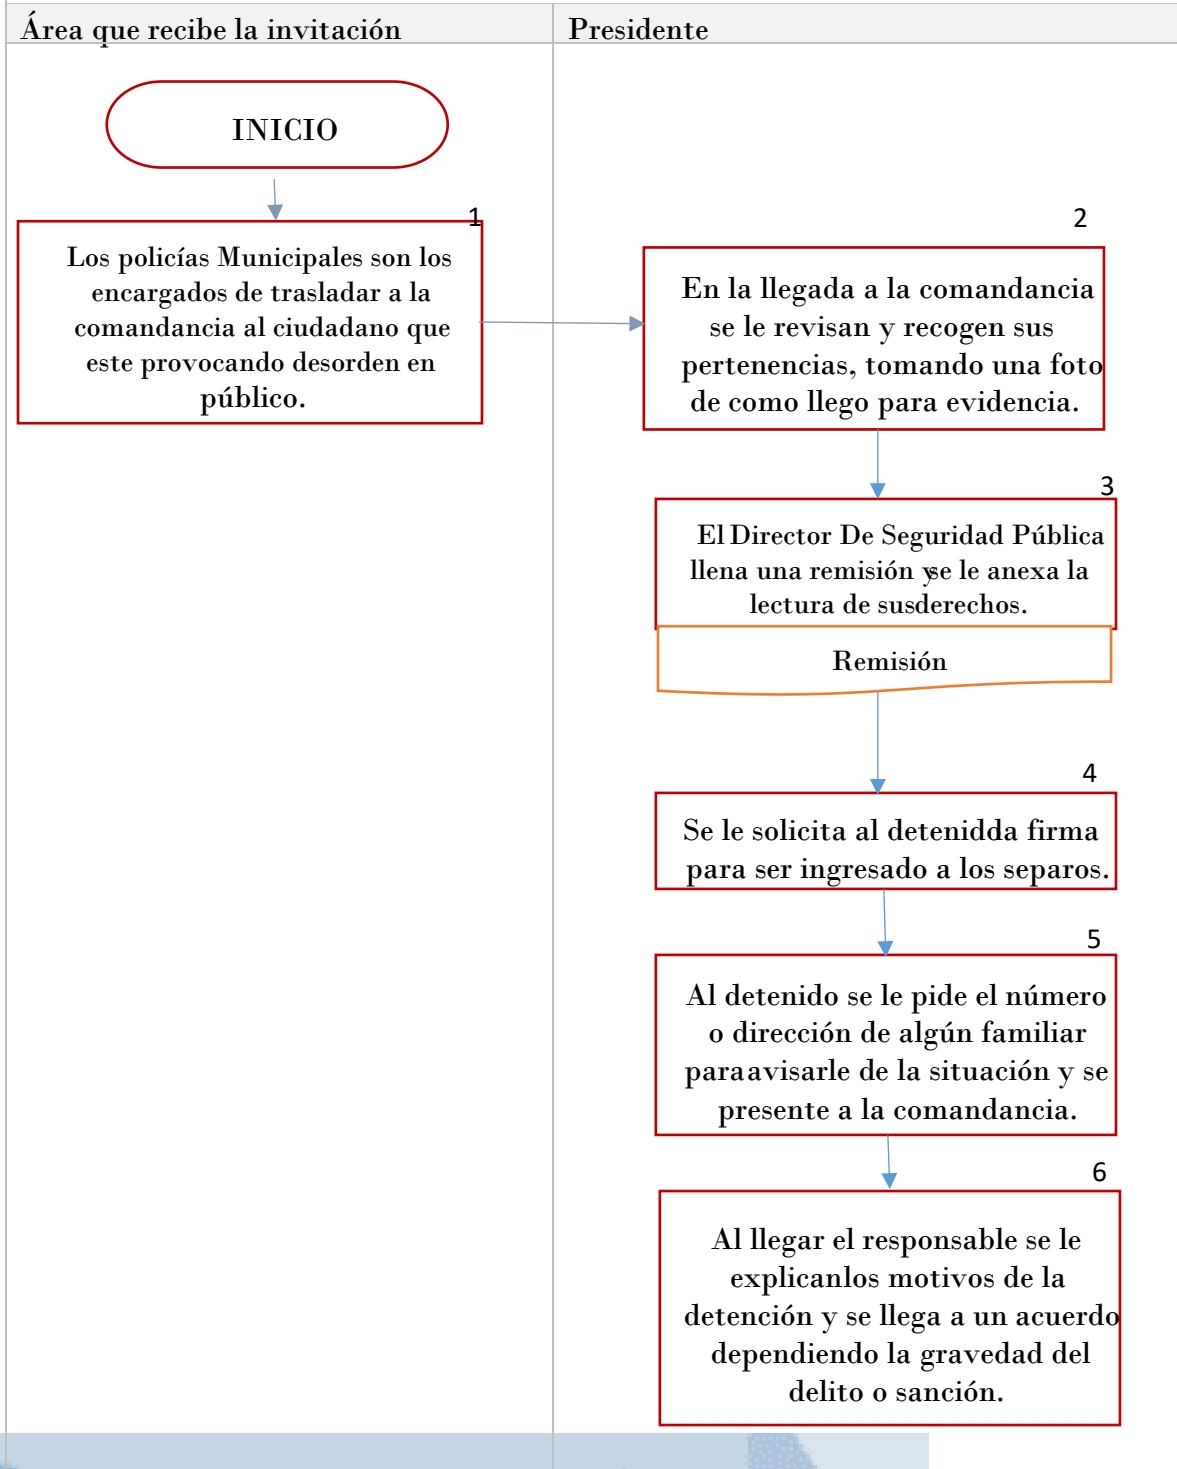 Área que recibe la invitación
Presidente
INICIO
1
Los policías Municipales son los
encargados de trasladar a la
comandancia al ciudadano que
este provocando desorden en
público.
2
En la llegada a la comandancia
se le revisan y recogen sus
pertenencias, tomando una foto
de como llego para evidencia.
3
El Director De Seguridad Pública
llena una remisión y se le anexa la
lectura de susderechos.
Remisión
4
Se le solicita al detenidda firma
para ser ingresado a los separos.
5
Al detenido se le pide el número
o dirección de algún familiar
paraavisarle de la situación y se
presente a la comandancia.
6
Al llegar el responsable se le
explicanlos motivos de la
detención y se llega a un acuerdo
dependiendo la gravedad del
delito o sanción.